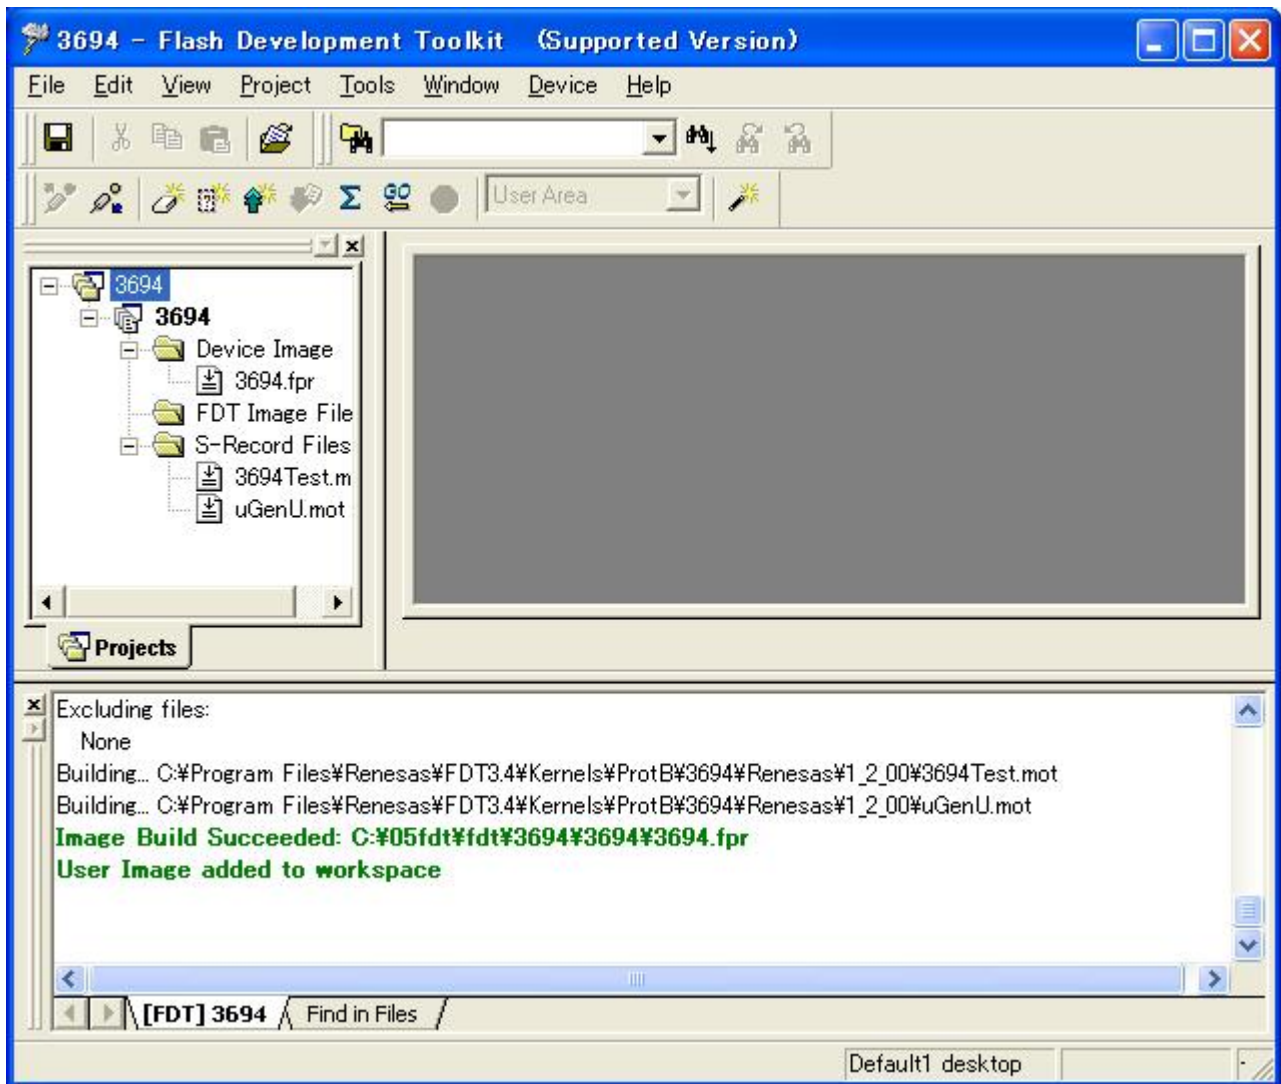 3694 - Flash Development Toolkit (Supported Version)
File Edit View Project Tools Window Device Help
GO User Area
3694
3694
Device Image
3694.fpr
FDT Image File
S-Record Files
3694Test.m
uGenU.mot
Projects
Excluding files:
None
Building... C:¥Program Files¥Renesas¥FDT3.4¥Kernels¥ProtB¥3694¥Renesas¥1_2_00¥3694Test.mot
Building... C:¥Program Files¥Renesas¥FDT3.4¥Kernels¥ProtB¥3694¥Renesas¥1_2_00¥uGenU.mot
Image Build Succeeded: C:¥05fdt¥fdt¥3694¥3694¥3694.fpr
User Image added to workspace
[FDT] 3694 Find in Files
Default1 desktop